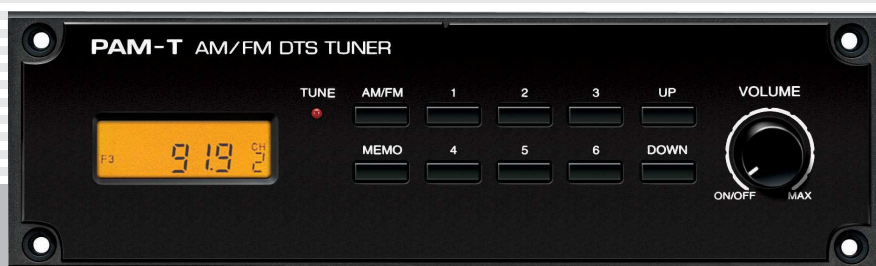 PAM-T AM/FM DTS TUNER
TUNE AM/FM 1 2 3 UP VOLUME
F3 91.9 CH 2
MEMO 4 5 6 DOWN
ON/OFF MAX